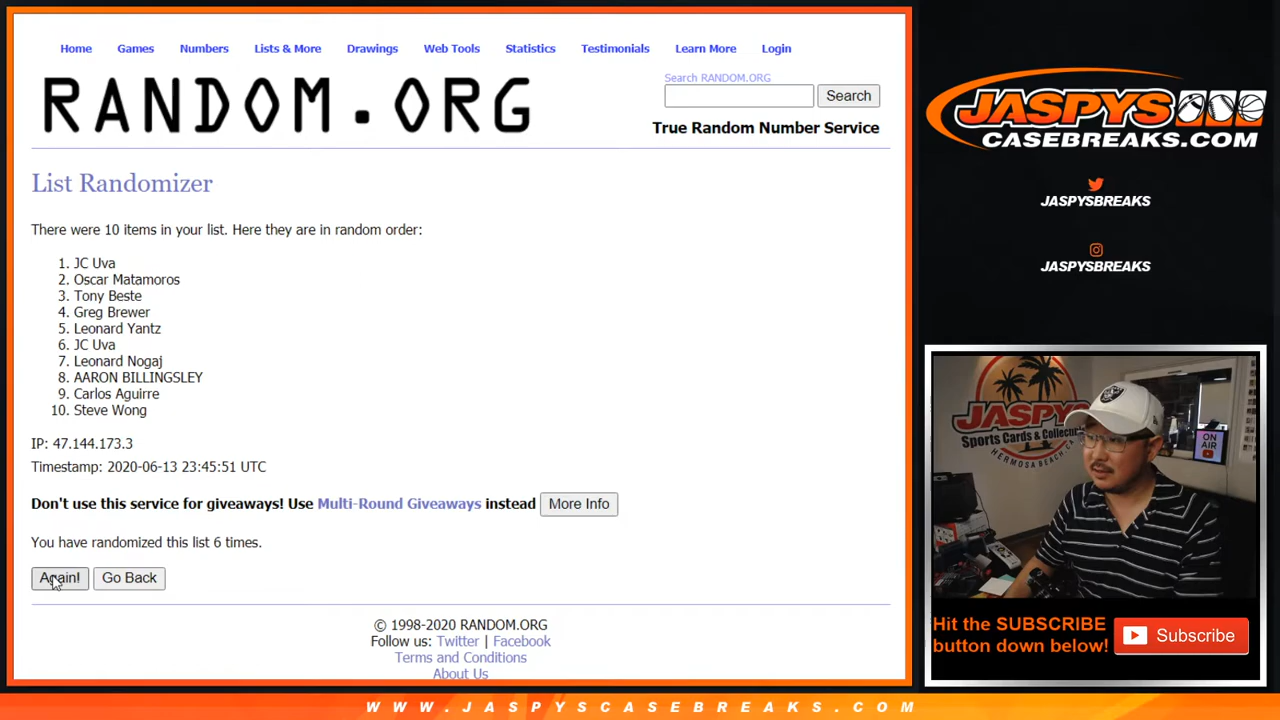 Home Games Numbers Lists & More Drawings Web Tools Statistics Testimonials Learn More Login
RANDOM.ORG
Search RANDOM.ORG
Search
True Random Number Service
List Randomizer
There were 10 items in your list. Here they are in random order:
1. JC Uva
2. Oscar Matamoros
3. Tony Beste
4. Greg Brewer
5. Leonard Yantz
6. JC Uva
7. Leonard Nogaj
8. AARON BILLINGSLEY
9. Carlos Aguirre
10. Steve Wong
IP: 47.144.173.3
Timestamp: 2020-06-13 23:45:51 UTC
Don't use this service for giveaways! Use Multi-Round Giveaways instead More Info
You have randomized this list 6 times.
Again! Go Back
© 1998-2020 RANDOM.ORG
Follow us: Twitter | Facebook
Terms and Conditions
About Us
JASPYS
CASEBREAKS.COM
JASPYSBREAKS
JASPYSBREAKS
JASPYS
Sports Cards & Collectibles
HERMOSA BEACH, CA
ON AIR
Hit the SUBSCRIBE
button down below!
Subscribe
WWW.JASPYSCASEBREAKS.COM